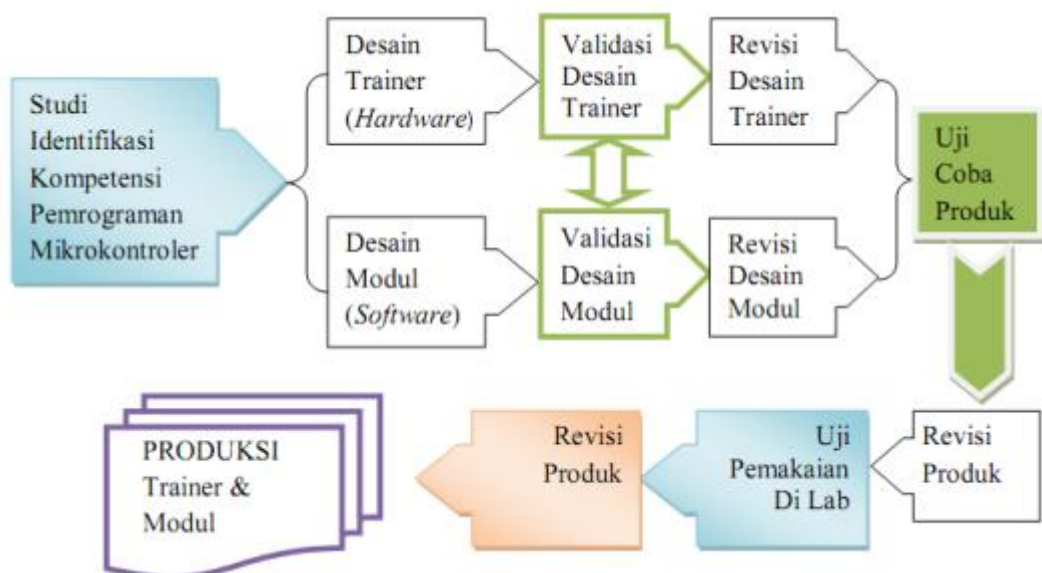 Studi
Identifikasi
Kompetensi
Pemrograman
Mikrokontroler
Desain
Trainer
(Hardware)
Validasi
Desain
Trainer
Revisi
Desain
Trainer
Desain
Modul
(Software)
Validasi
Desain
Modul
Revisi
Desain
Modul
Uji
Coba
Produk
Revisi
Produk
Uji
Pemakaian
Di Lab
Revisi
Produk
PRODUKSI
Trainer &
Modul